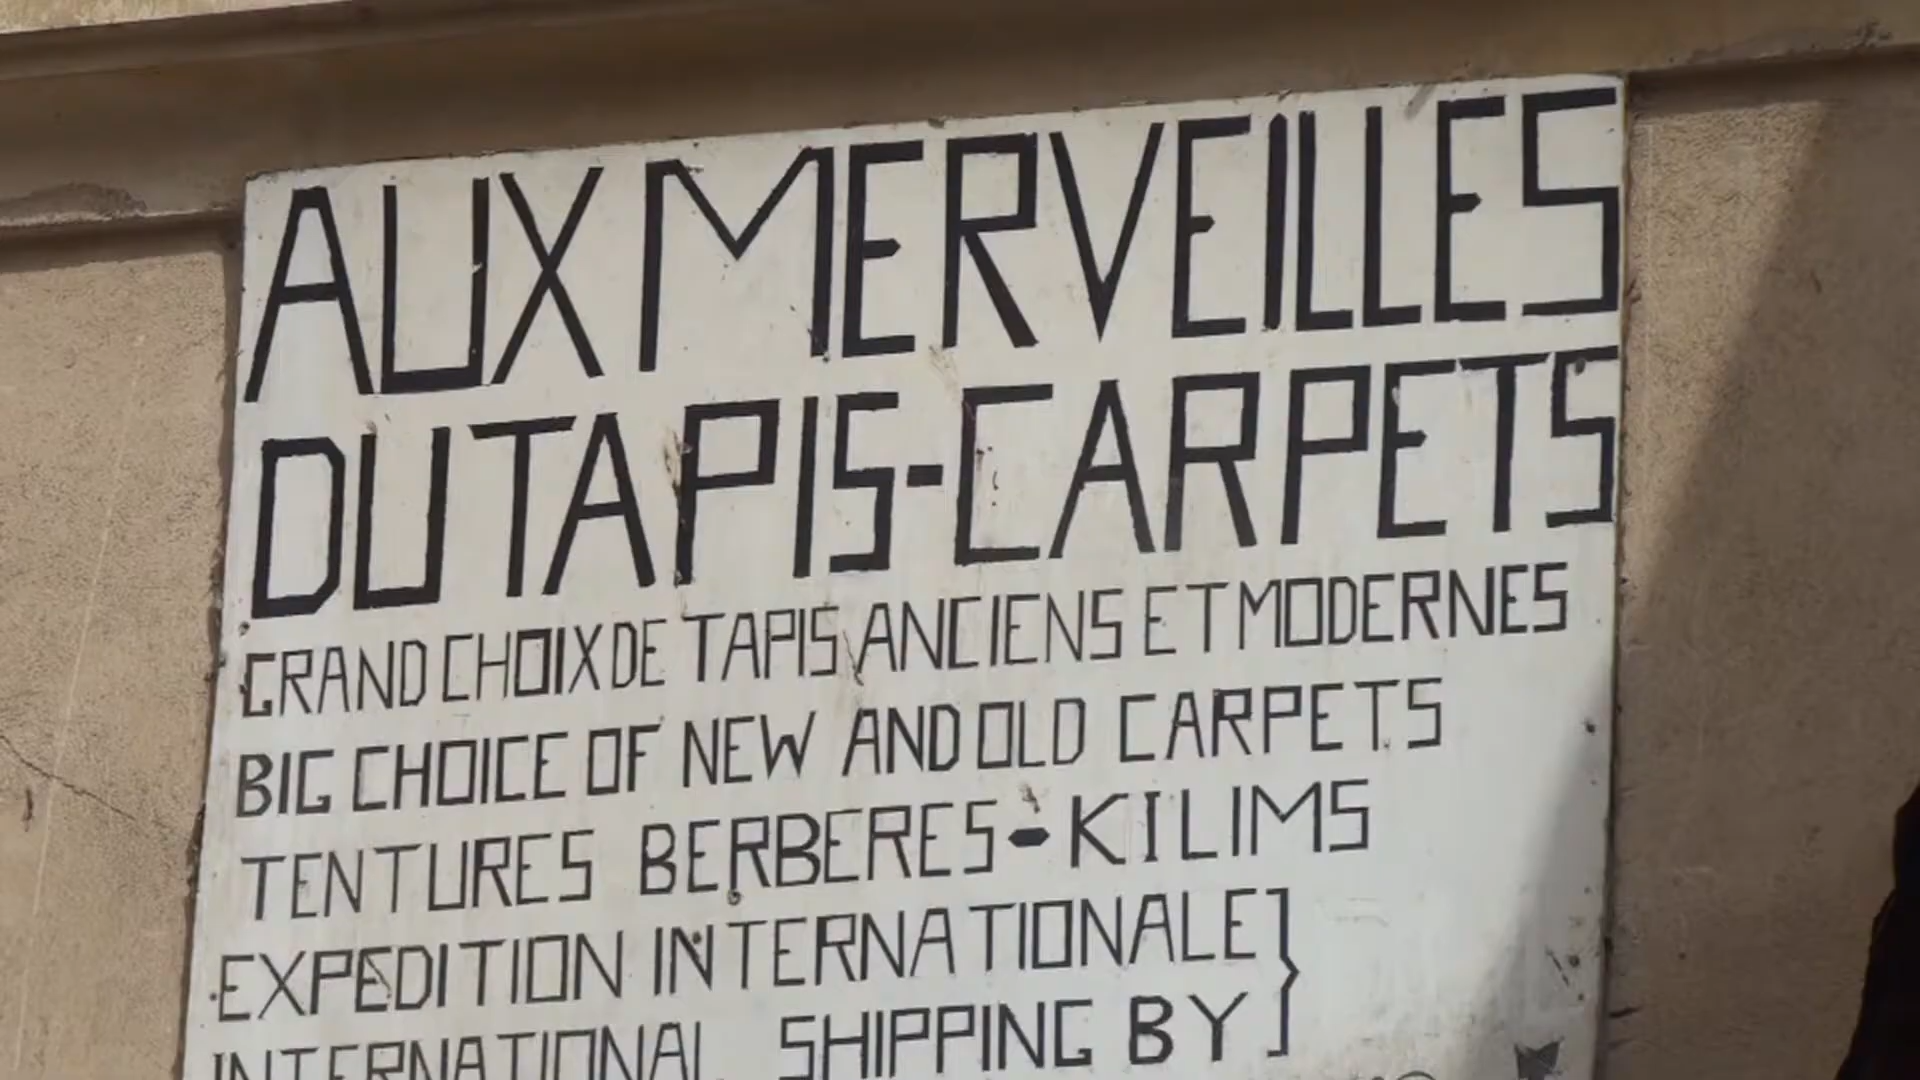 AUX MERVEILLES
DU TAPIS-CARPETS
GRAND CHOIX DE TAPIS ANCIENS ET MODERNES
BIG CHOICE OF NEW AND OLD CARPETS
TENTURES BERBERES - KILIMS
EXPEDITION INTERNATIONALE }
INTERNATIONAL SHIPPING BY